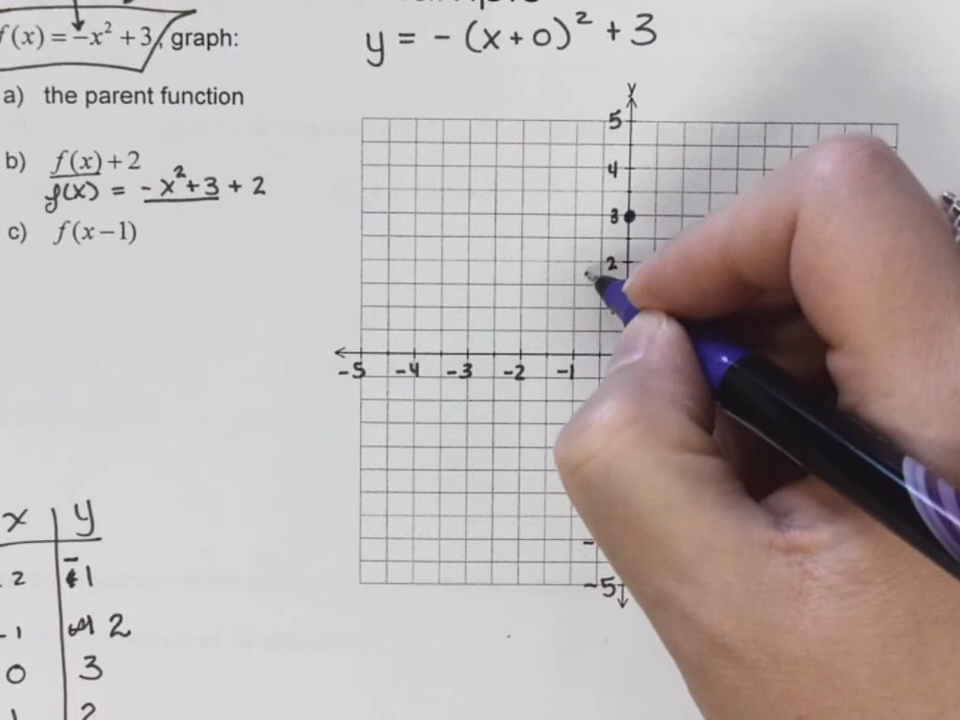 f(x) = -x² + 3, graph:
y = - (x+0)² + 3
a) the parent function
b) f(x)+2
f(x) = -x²+3 + 2
c) f(x-1)
y
5
4
3
2
-5 -4 -3 -2 -1
-5
x y
2 -1
-1 2
0 3
1 2